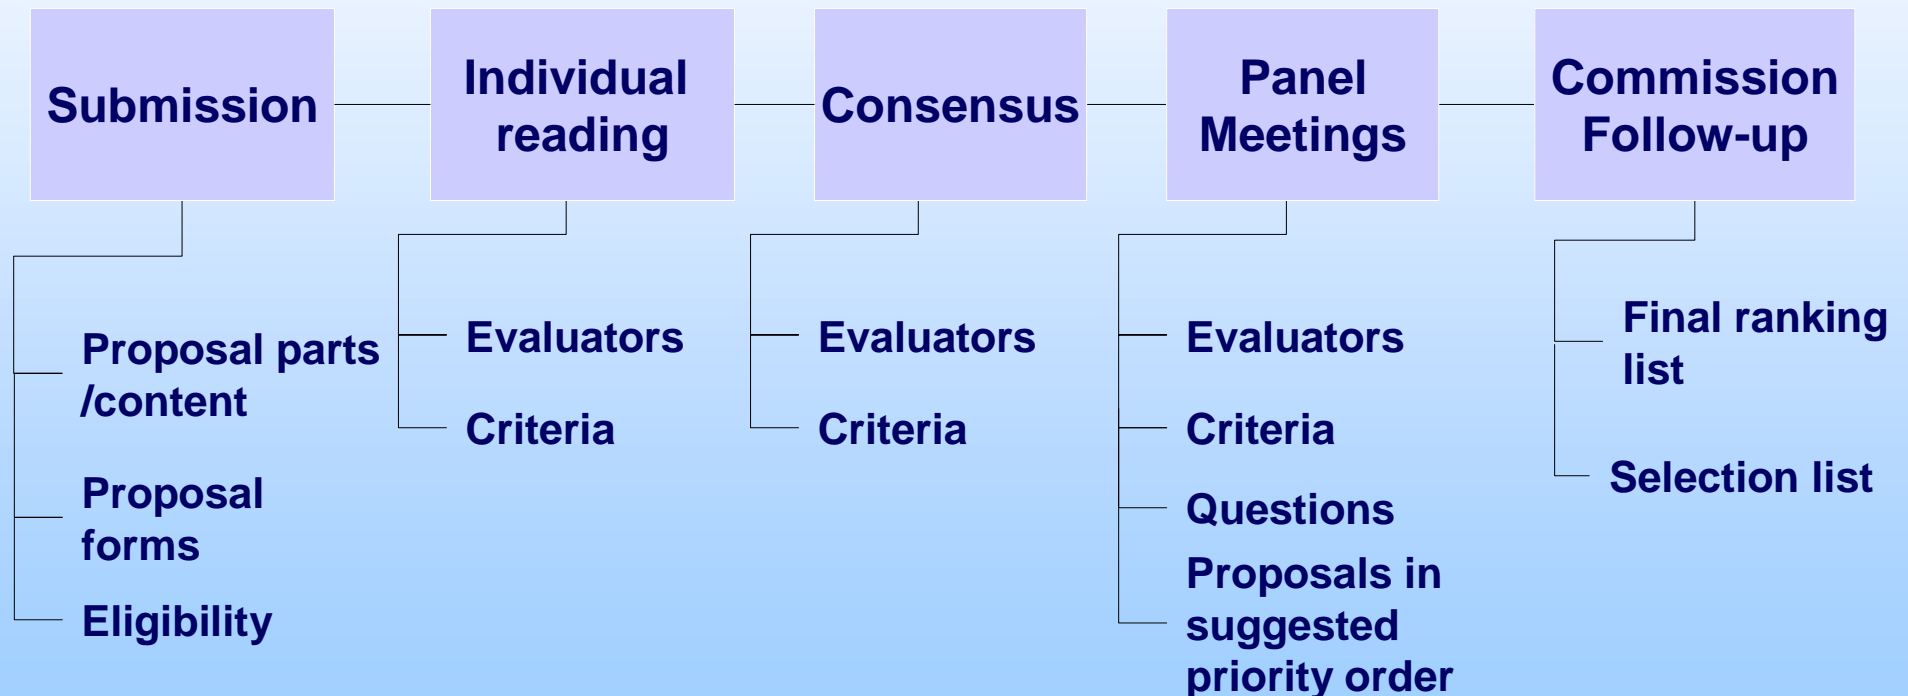 Submission
Individual
reading
Consensus
Panel
Meetings
Commission
Follow-up
Proposal parts
/content
Proposal
forms
Eligibility
Evaluators
Criteria
Evaluators
Criteria
Evaluators
Criteria
Questions
Proposals in
suggested
priority order
Final ranking
list
Selection list